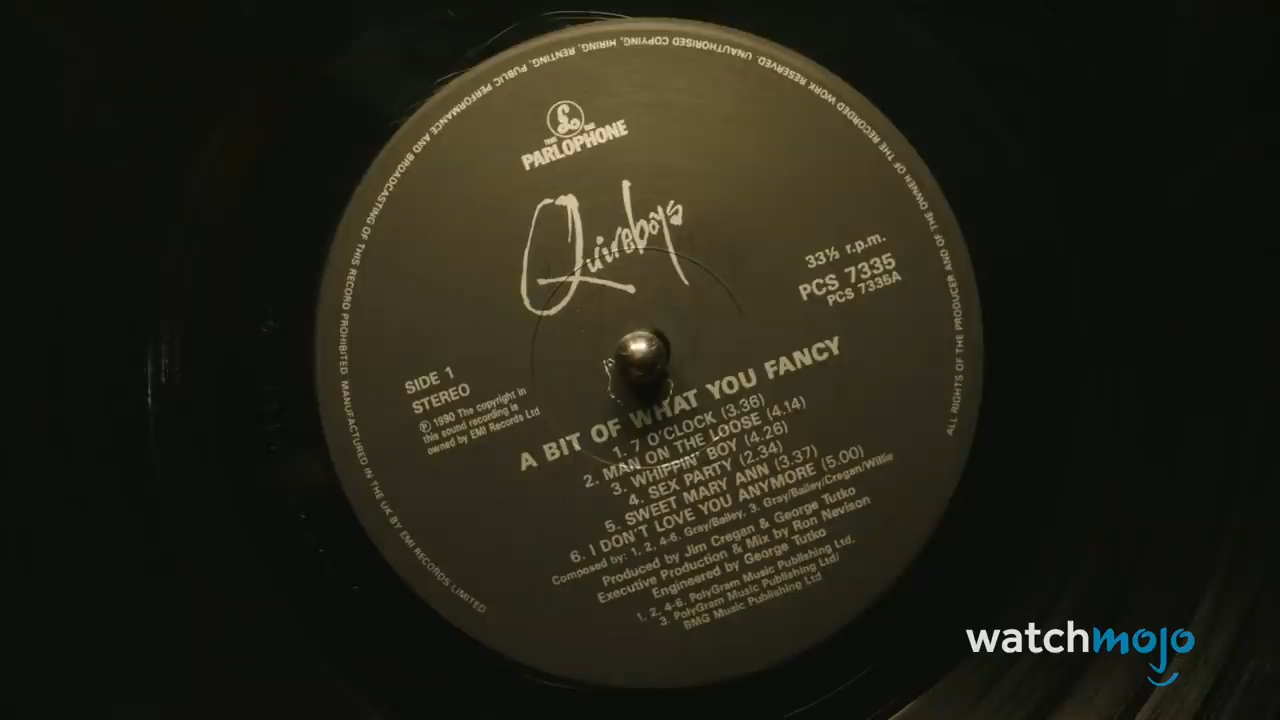 UNAUTHORISED COPYING, HIRING, RENTING, PUBLIC PERFORMANCE AND BROADCASTING OF THIS RECORD PROHIBITED. MANUFACTURED IN THE UK BY EMI RECORDS LIMITED.
ALL RIGHTS OF THE PRODUCER AND OF THE OWNER OF THE RECORDED WORK RESERVED.
£
PARLOPHONE
Quireboys
33⅓ r.p.m.
PCS 7335
PCS 7335A
SIDE 1
STEREO
℗ 1990 The copyright in
this sound recording is
owned by EMI Records Ltd
A BIT OF WHAT YOU FANCY
1. 7 O'CLOCK (3.36)
2. MAN ON THE LOOSE (4.14)
3. WHIPPIN' BOY (4.26)
4. SEX PARTY (2.34)
5. SWEET MARY ANN (3.37)
6. I DON'T LOVE YOU ANYMORE (5.00)
Composed by: 1, 2, 4-6. Gray/Bailey, 3. Gray/Bailey/Cregan/Willie
Produced by Jim Cregan & George Tutko
Executive Production & Mix by Ron Nevison
Engineered by George Tutko
1, 2, 4-6. PolyGram Music Publishing Ltd.
3. PolyGram Music Publishing Ltd/
BMG Music Publishing Ltd
watchmojo